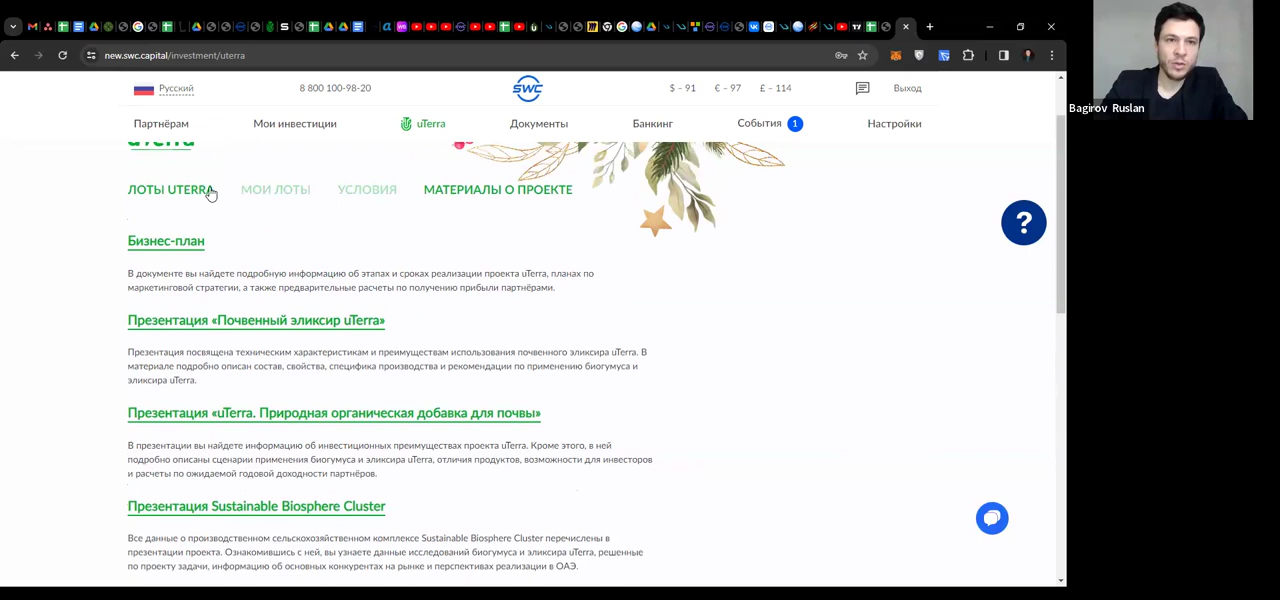 new.swc.capital/investment/uterra
Bagirov Ruslan
Русский
8 800 100-98-20
SWC
$ – 91 € – 97 £ – 114
Выход
Партнёрам
Мои инвестиции
uTerra
Документы
Банкинг
События 1
Настройки
uTerra
ЛОТЫ UTERRA
МОИ ЛОТЫ
УСЛОВИЯ
МАТЕРИАЛЫ О ПРОЕКТЕ
?
Бизнес-план
В документе вы найдете подробную информацию об этапах и сроках реализации проекта uTerra, планах по
маркетинговой стратегии, а также предварительные расчеты по получению прибыли партнёрами.
Презентация «Почвенный эликсир uTerra»
Презентация посвящена техническим характеристикам и преимуществам использования почвенного эликсира uTerra. В
материале подробно описан состав, свойства, специфика производства и рекомендации по применению биогумуса и
эликсира uTerra.
Презентация «uTerra. Природная органическая добавка для почвы»
В презентации вы найдете информацию об инвестиционных преимуществах проекта uTerra. Кроме этого, в ней
подробно описаны сценарии применения биогумуса и эликсира uTerra, отличия продуктов, возможности для инвесторов
и расчеты по ожидаемой годовой доходности партнёров.
Презентация Sustainable Biosphere Cluster
Все данные о производственном сельскохозяйственном комплексе Sustainable Biosphere Cluster перечислены в
презентации проекта. Ознакомившись с ней, вы узнаете данные исследований биогумуса и эликсира uTerra, решенные
по проекту задачи, информацию об основных конкурентах на рынке и перспективах реализации в ОАЭ.